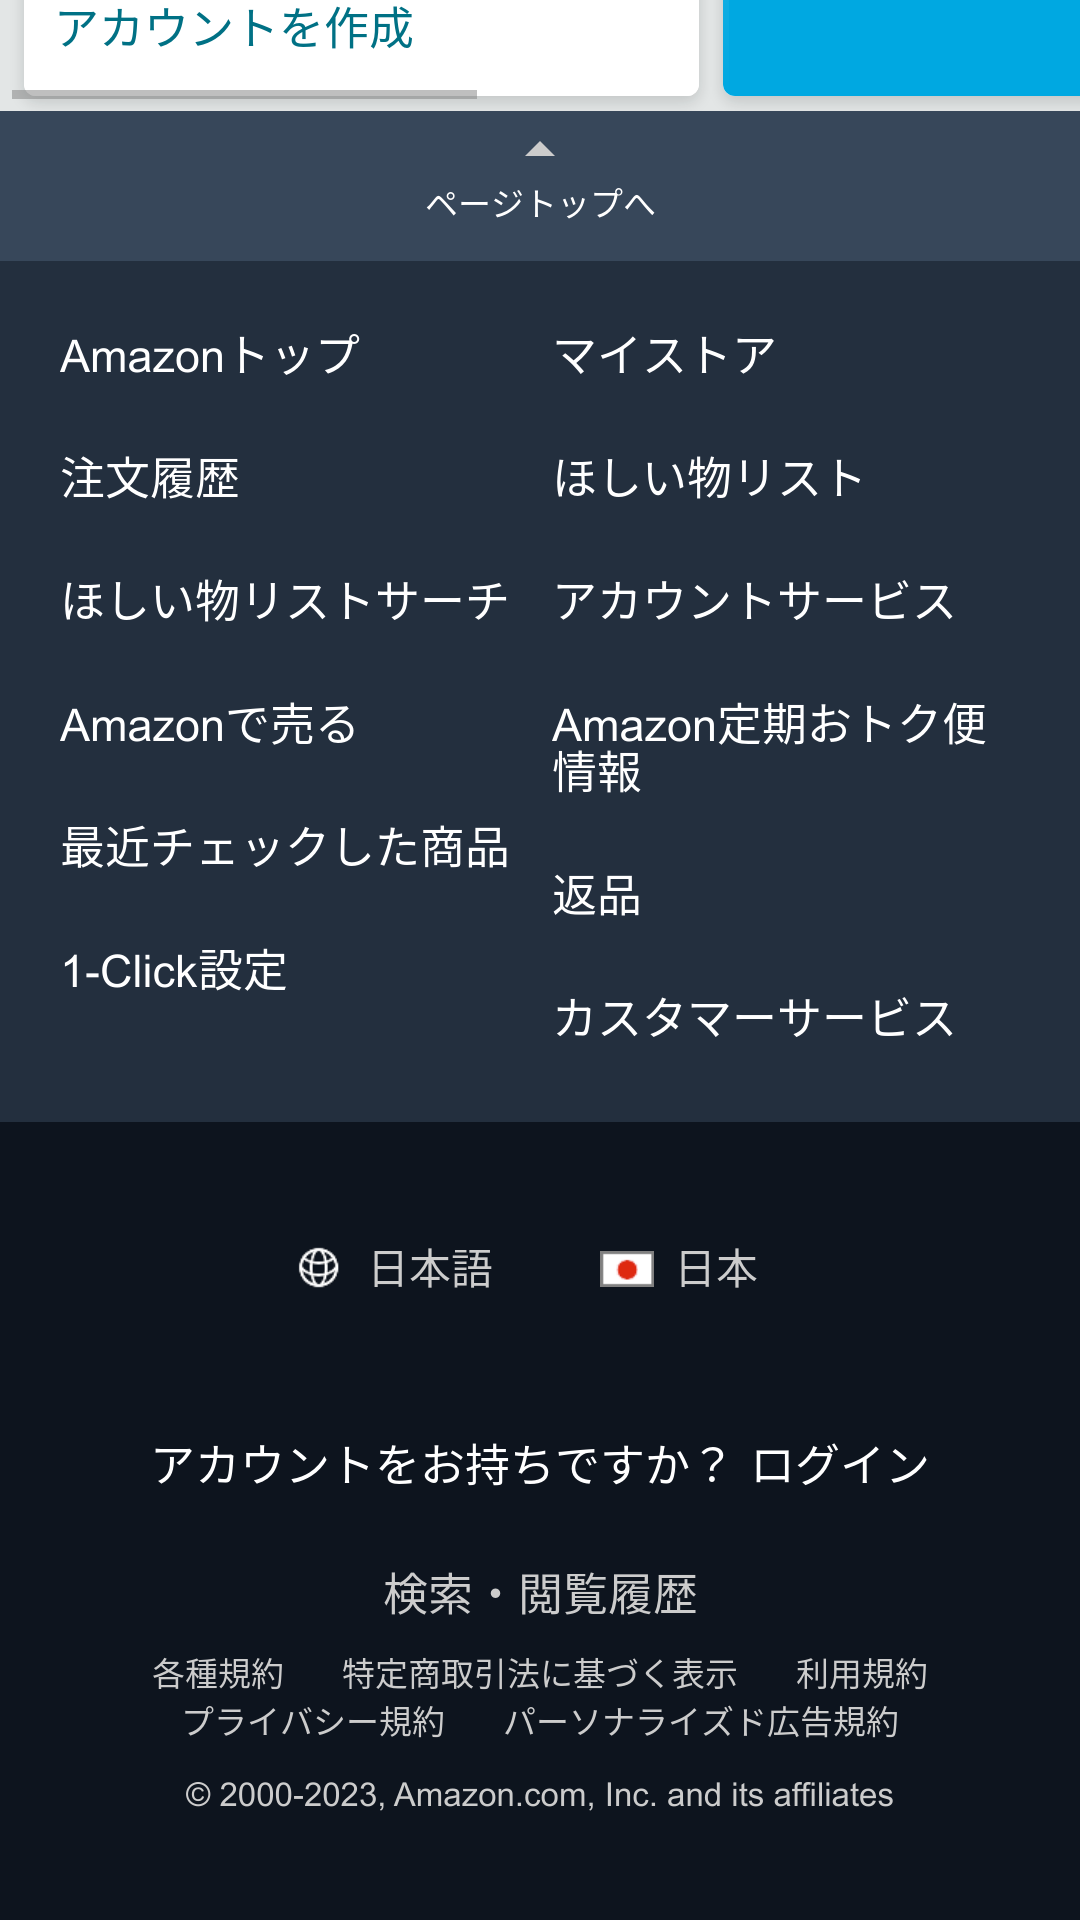 アカウントを作成
ページトップへ
Amazonトップ
マイストア
注文履歴
ほしい物リスト
ほしい物リストサーチ
アカウントサービス
Amazonで売る
Amazon定期おトク便
情報
最近チェックした商品
返品
1-Click設定
カスタマーサービス
日本語
日本
アカウントをお持ちですか？ ログイン
検索・閲覧履歴
各種規約 特定商取引法に基づく表示 利用規約
プライバシー規約 パーソナライズド広告規約
© 2000-2023, Amazon.com, Inc. and its affiliates